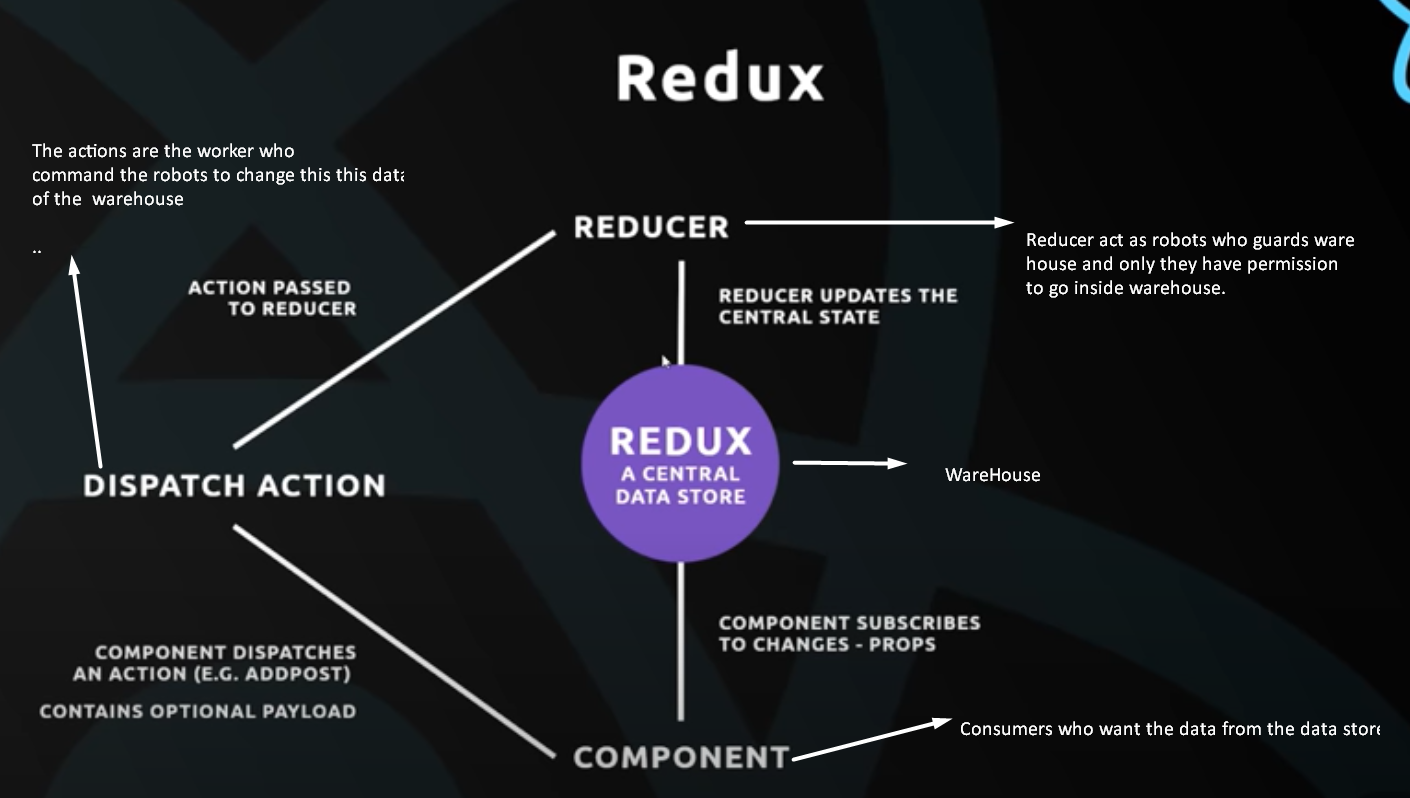 Redux
The actions are the worker who
command the robots to change this this data
of the  warehouse
..
REDUCER
Reducer act as robots who guards ware
house and only they have permission
to go inside warehouse.
ACTION PASSED
TO REDUCER
REDUCER UPDATES THE
CENTRAL STATE
DISPATCH ACTION
REDUX
A CENTRAL
DATA STORE
WareHouse
COMPONENT SUBSCRIBES
TO CHANGES - PROPS
COMPONENT DISPATCHES
AN ACTION (E.G. ADDPOST)
CONTAINS OPTIONAL PAYLOAD
COMPONENT
Consumers who want the data from the data store